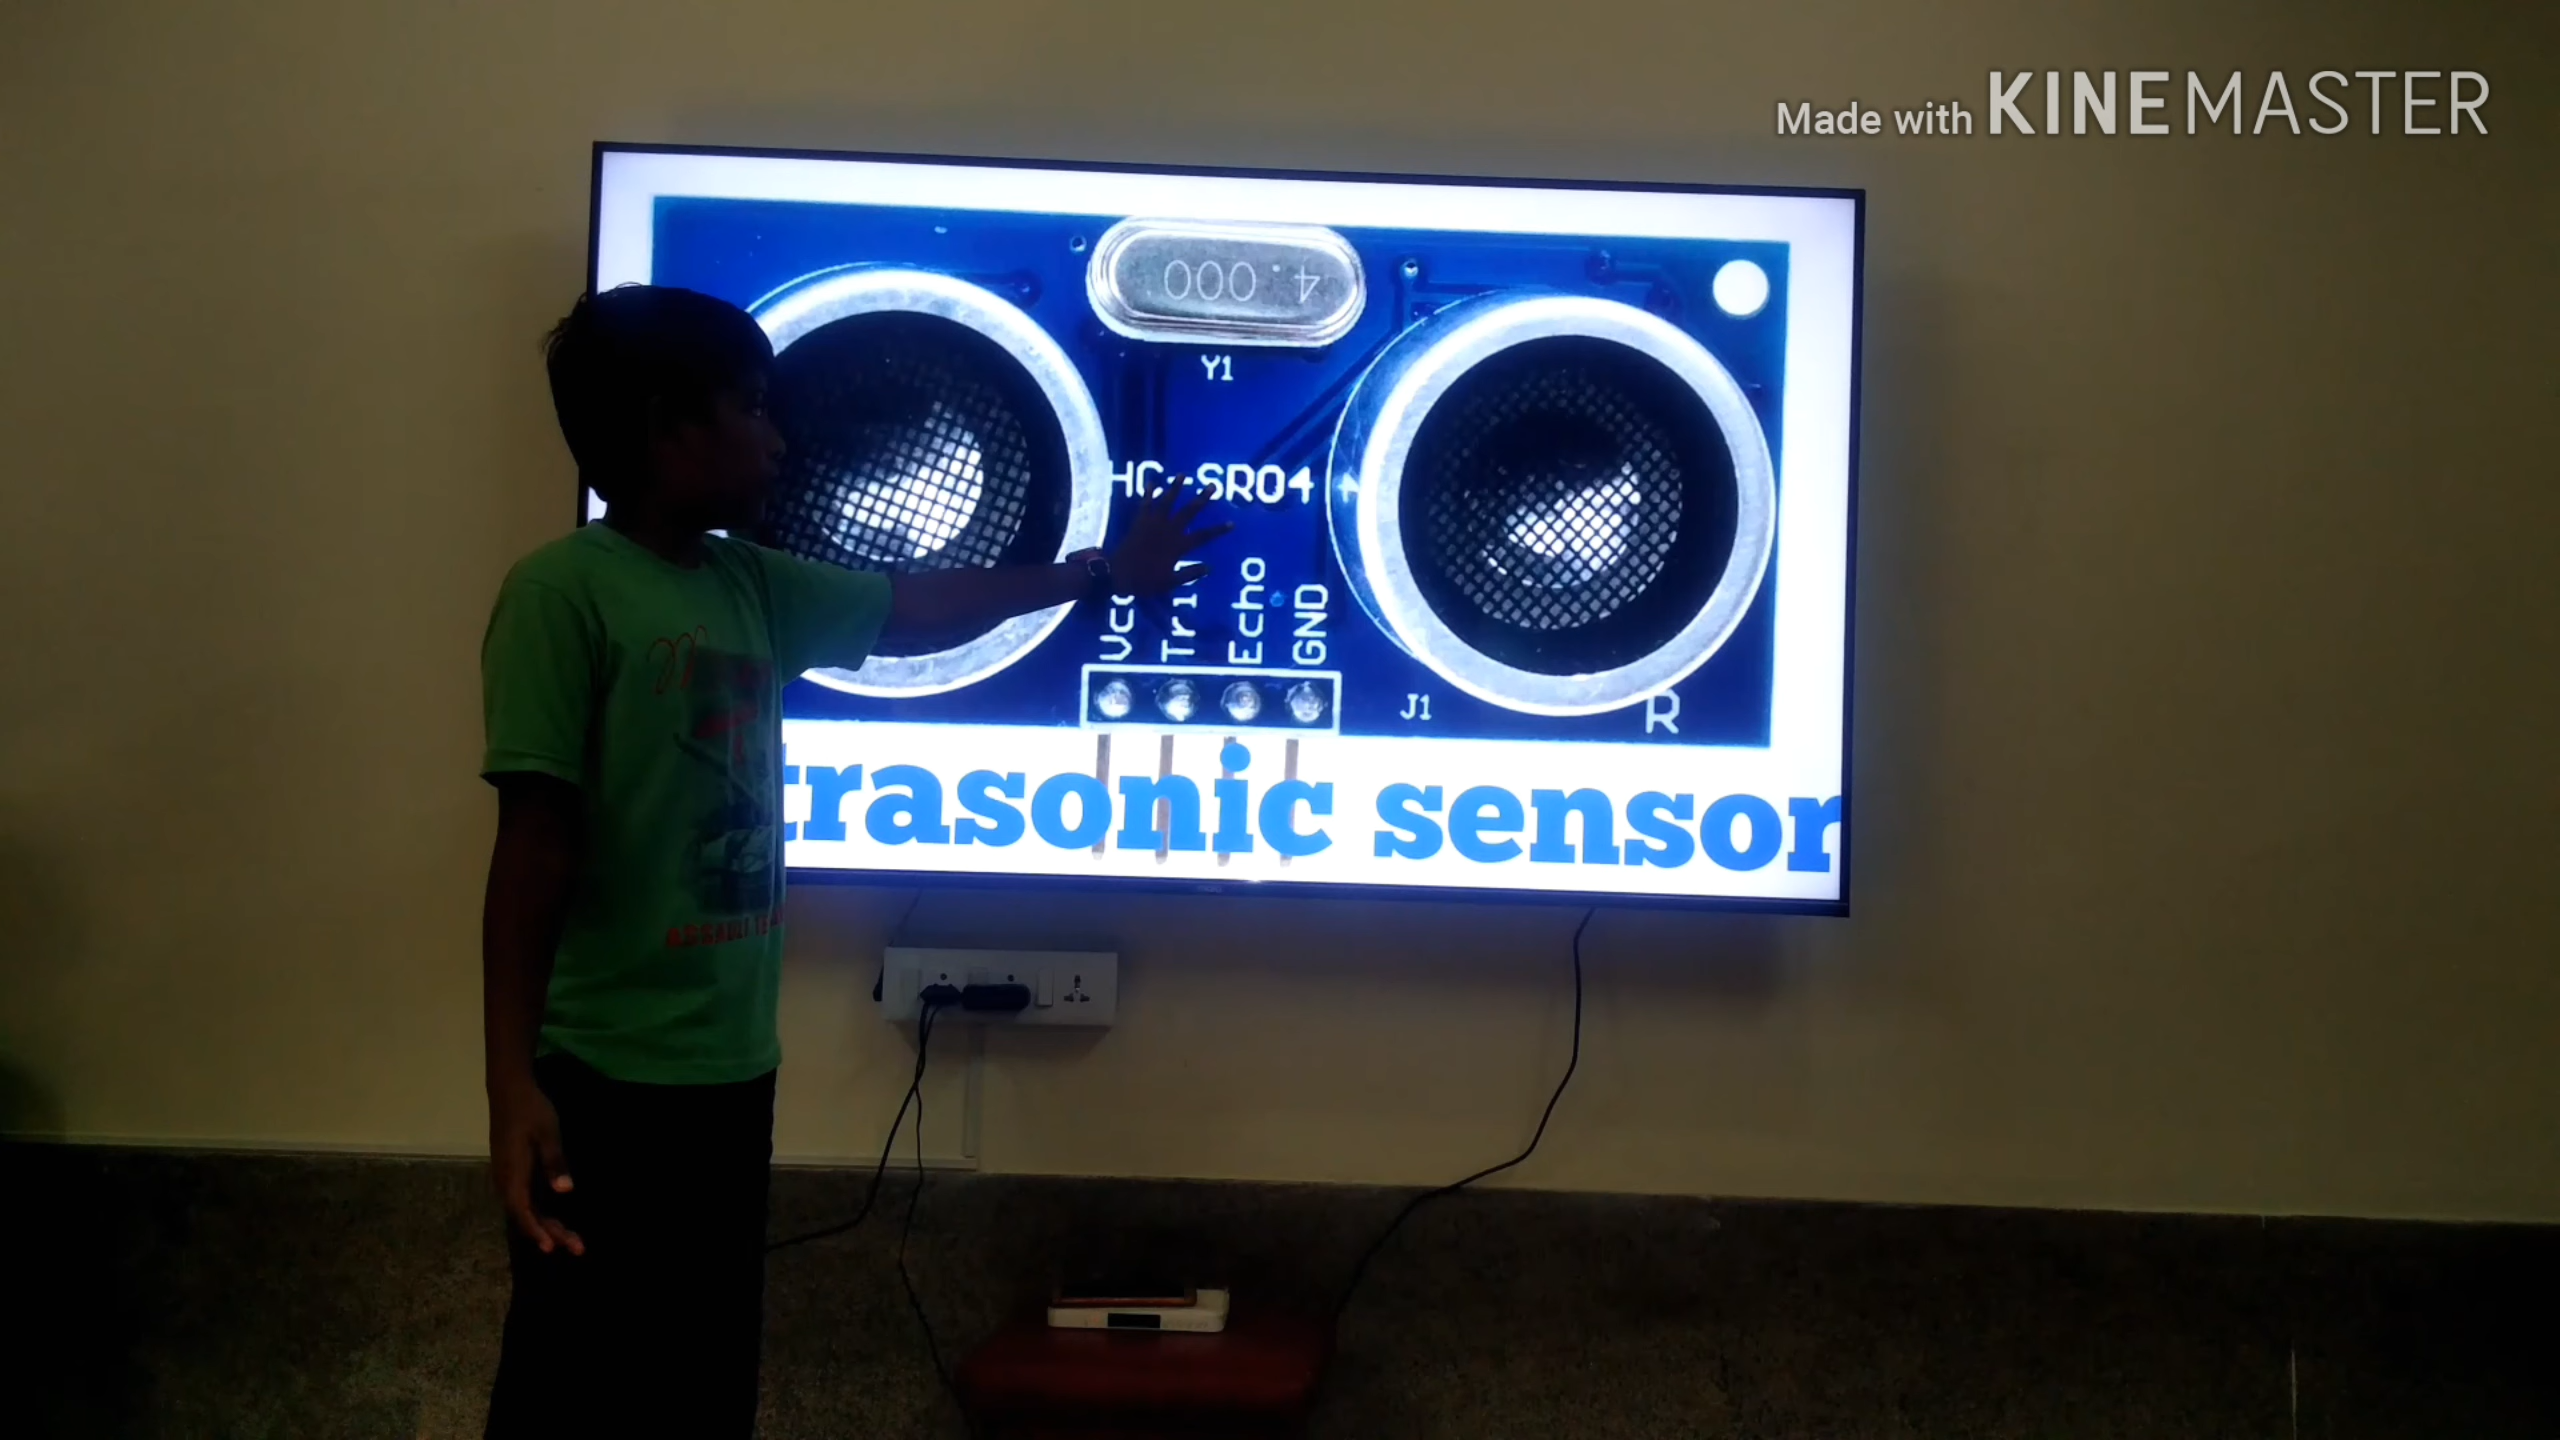 Made with KINEMASTER
4.000
Y1
HC-SR04
Echo
GND
J1
R
trasonic sensor